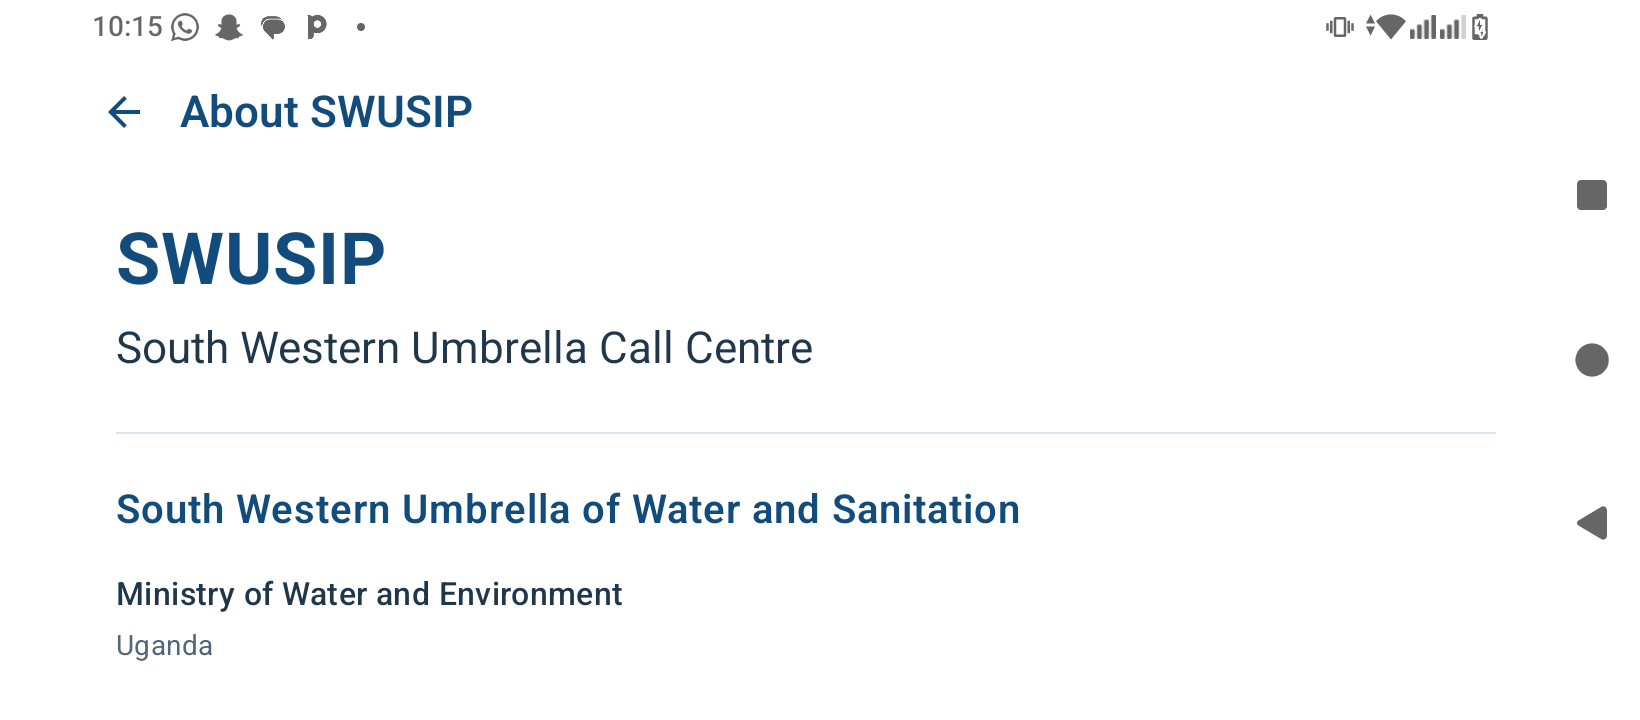 10:15
About SWUSIP
SWUSIP
South Western Umbrella Call Centre
South Western Umbrella of Water and Sanitation
Ministry of Water and Environment
Uganda